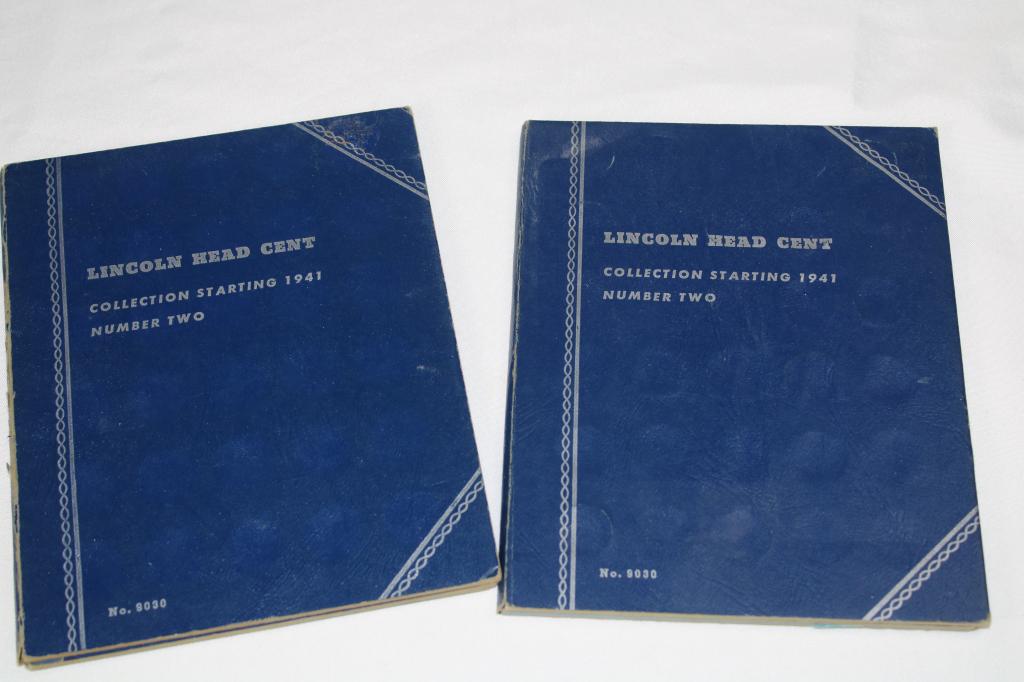 LINCOLN HEAD CENT
COLLECTION STARTING 1941
NUMBER TWO
No. 9030
LINCOLN HEAD CENT
COLLECTION STARTING 1941
NUMBER TWO
No. 9030